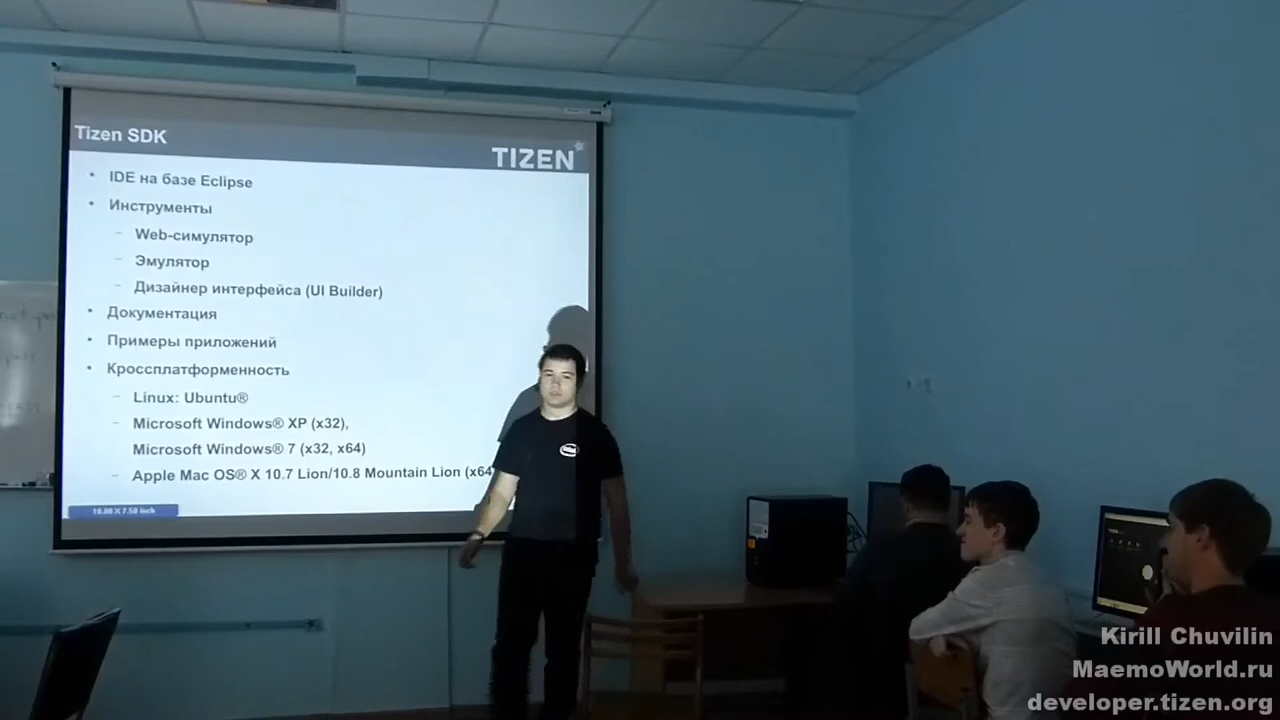 Tizen SDK
TIZEN
IDE на базе Eclipse
Инструменты
Web-симулятор
Эмулятор
Дизайнер интерфейса (UI Builder)
Документация
Примеры приложений
Кроссплатформенность
Linux: Ubuntu®
Microsoft Windows® XP (x32),
Microsoft Windows® 7 (x32, x64)
Apple Mac OS® X 10.7 Lion/10.8 Mountain Lion (x64
10.00 X 7.50 inch
Kirill Chuvilin
MaemoWorld.ru
developer.tizen.org